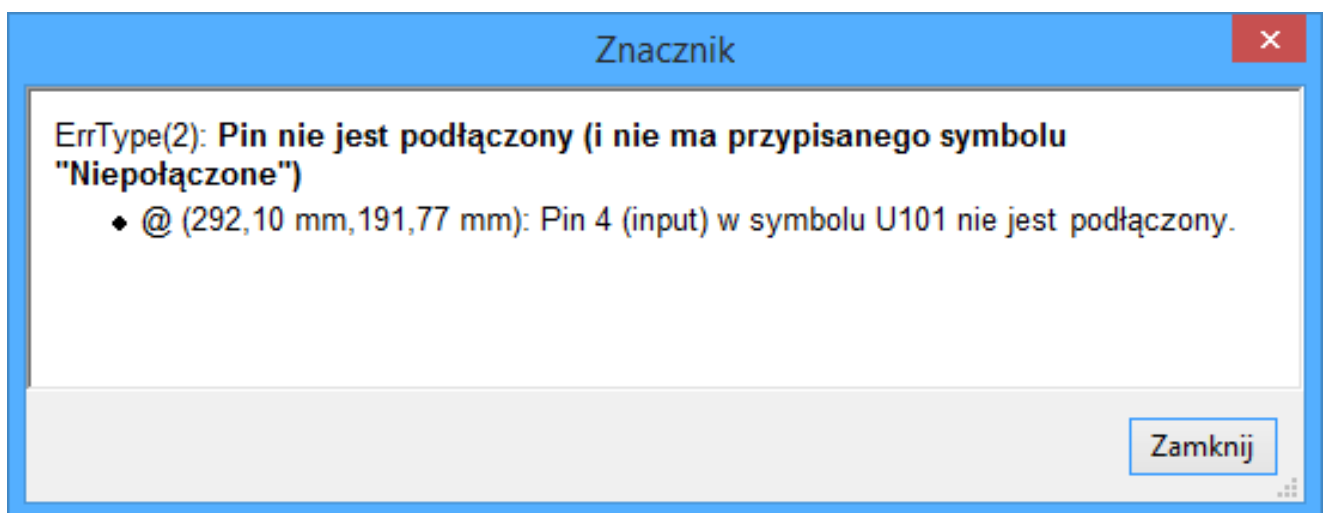 Znacznik
ErrType(2): Pin nie jest podłączony (i nie ma przypisanego symbolu
"Niepołączone")
• @ (292,10 mm,191,77 mm): Pin 4 (input) w symbolu U101 nie jest podłączony.
Zamknij